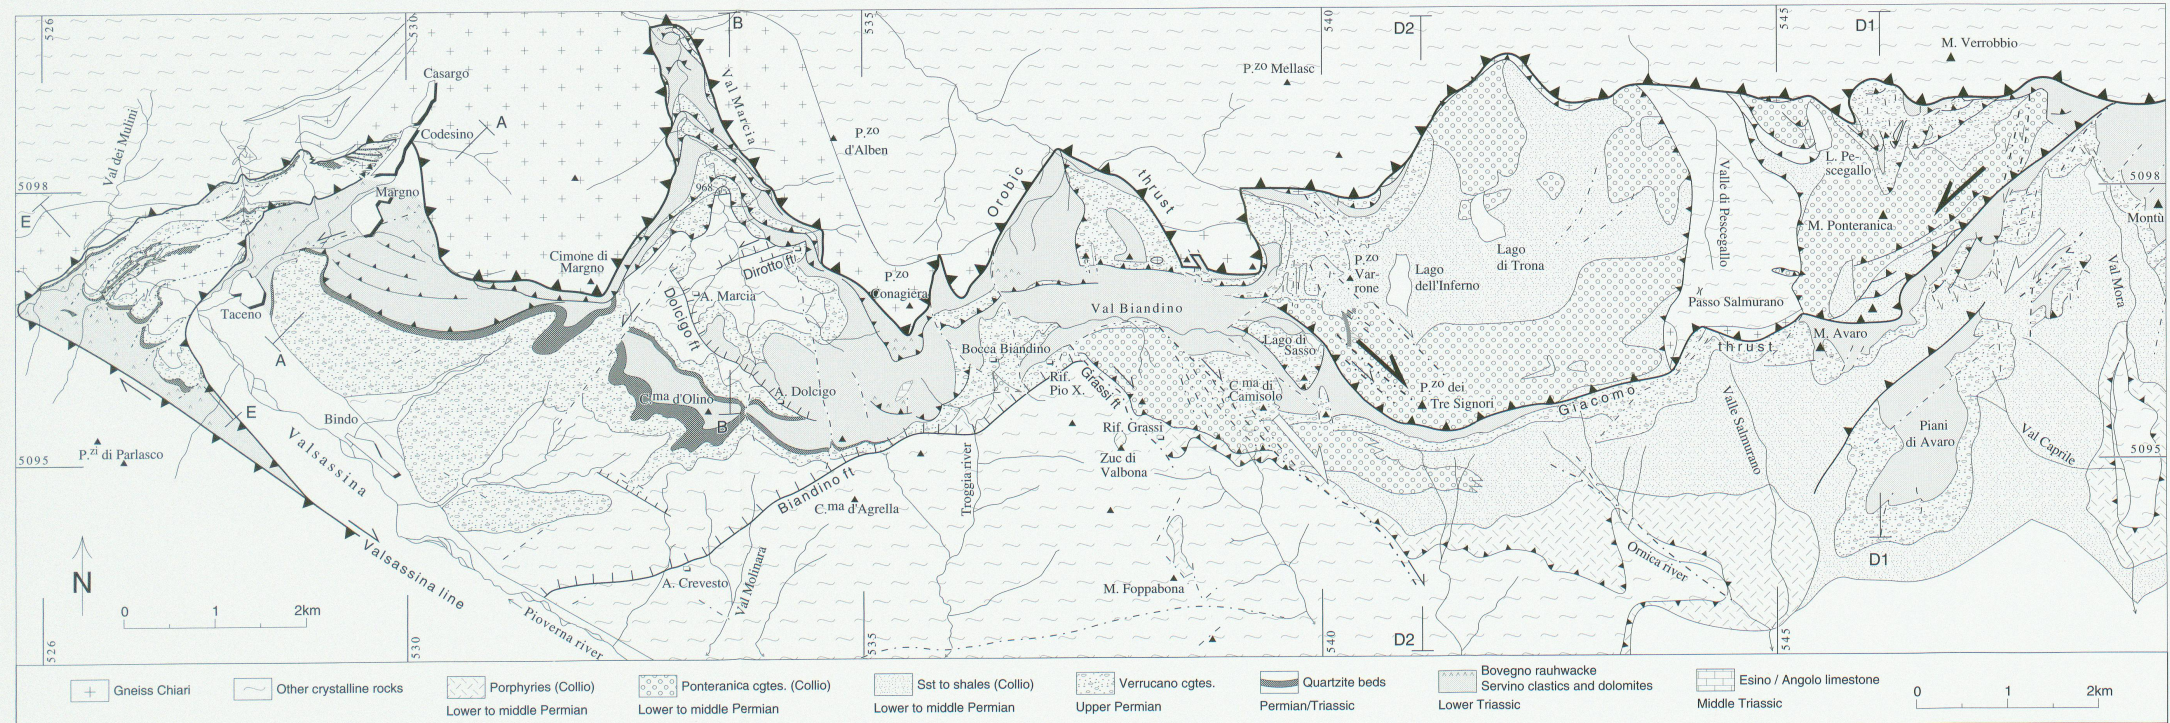 526
530
B
535
540
D2
545
D1
M. Verrobbio
Casargo
P.zo Mellasc
Val Marcia
Val dei Mulini
Codesino
A
P.zo
d'Alben
L. Pe-
scegallo
5098
5098
Margno
968
Orobic
thrust
Valle di Pescegallo
E
Montù
M. Ponteranica
Cimone di
Margno
Dirotto ft
Lago
di Trona
P.zo
Var-
rone
Lago
dell'Inferno
Val Mora
P.zo
Conagiera
A. Marcia
Dolcigo ft
Val Biandino
Passo Salmurano
Taceno
M. Avaro
thrust
Lago di
Sasso
Bocca Biandino
A
Rif.
Pio X.
Grassi ft
C.ma di
Camisolo
P.zo dei
Tre Signori
Giacomo
A. Dolcigo
C.ma d'Olino
E
Bindo
B
Rif. Grassi
Valle Salmurano
Piani
di Avaro
Val Caprile
Valsassina
P.zi di Parlasco
5095
5095
Zuc di
Valbona
Troggia river
Biandino ft
C.ma d'Agrella
Valsassina line
Ornica river
D1
N
A. Crevesto
Val Molinara
M. Foppabona
0 1 2km
Pioverna river
D2
526
530
535
540
545
Gneiss Chiari
Other crystalline rocks
Porphyries (Collio)
Lower to middle Permian
Ponteranica cgtes. (Collio)
Lower to middle Permian
Sst to shales (Collio)
Lower to middle Permian
Verrucano cgtes.
Upper Permian
Quartzite beds
Permian/Triassic
Bovegno rauhwacke
Servino clastics and dolomites
Lower Triassic
Esino / Angolo limestone
Middle Triassic
0 1 2km